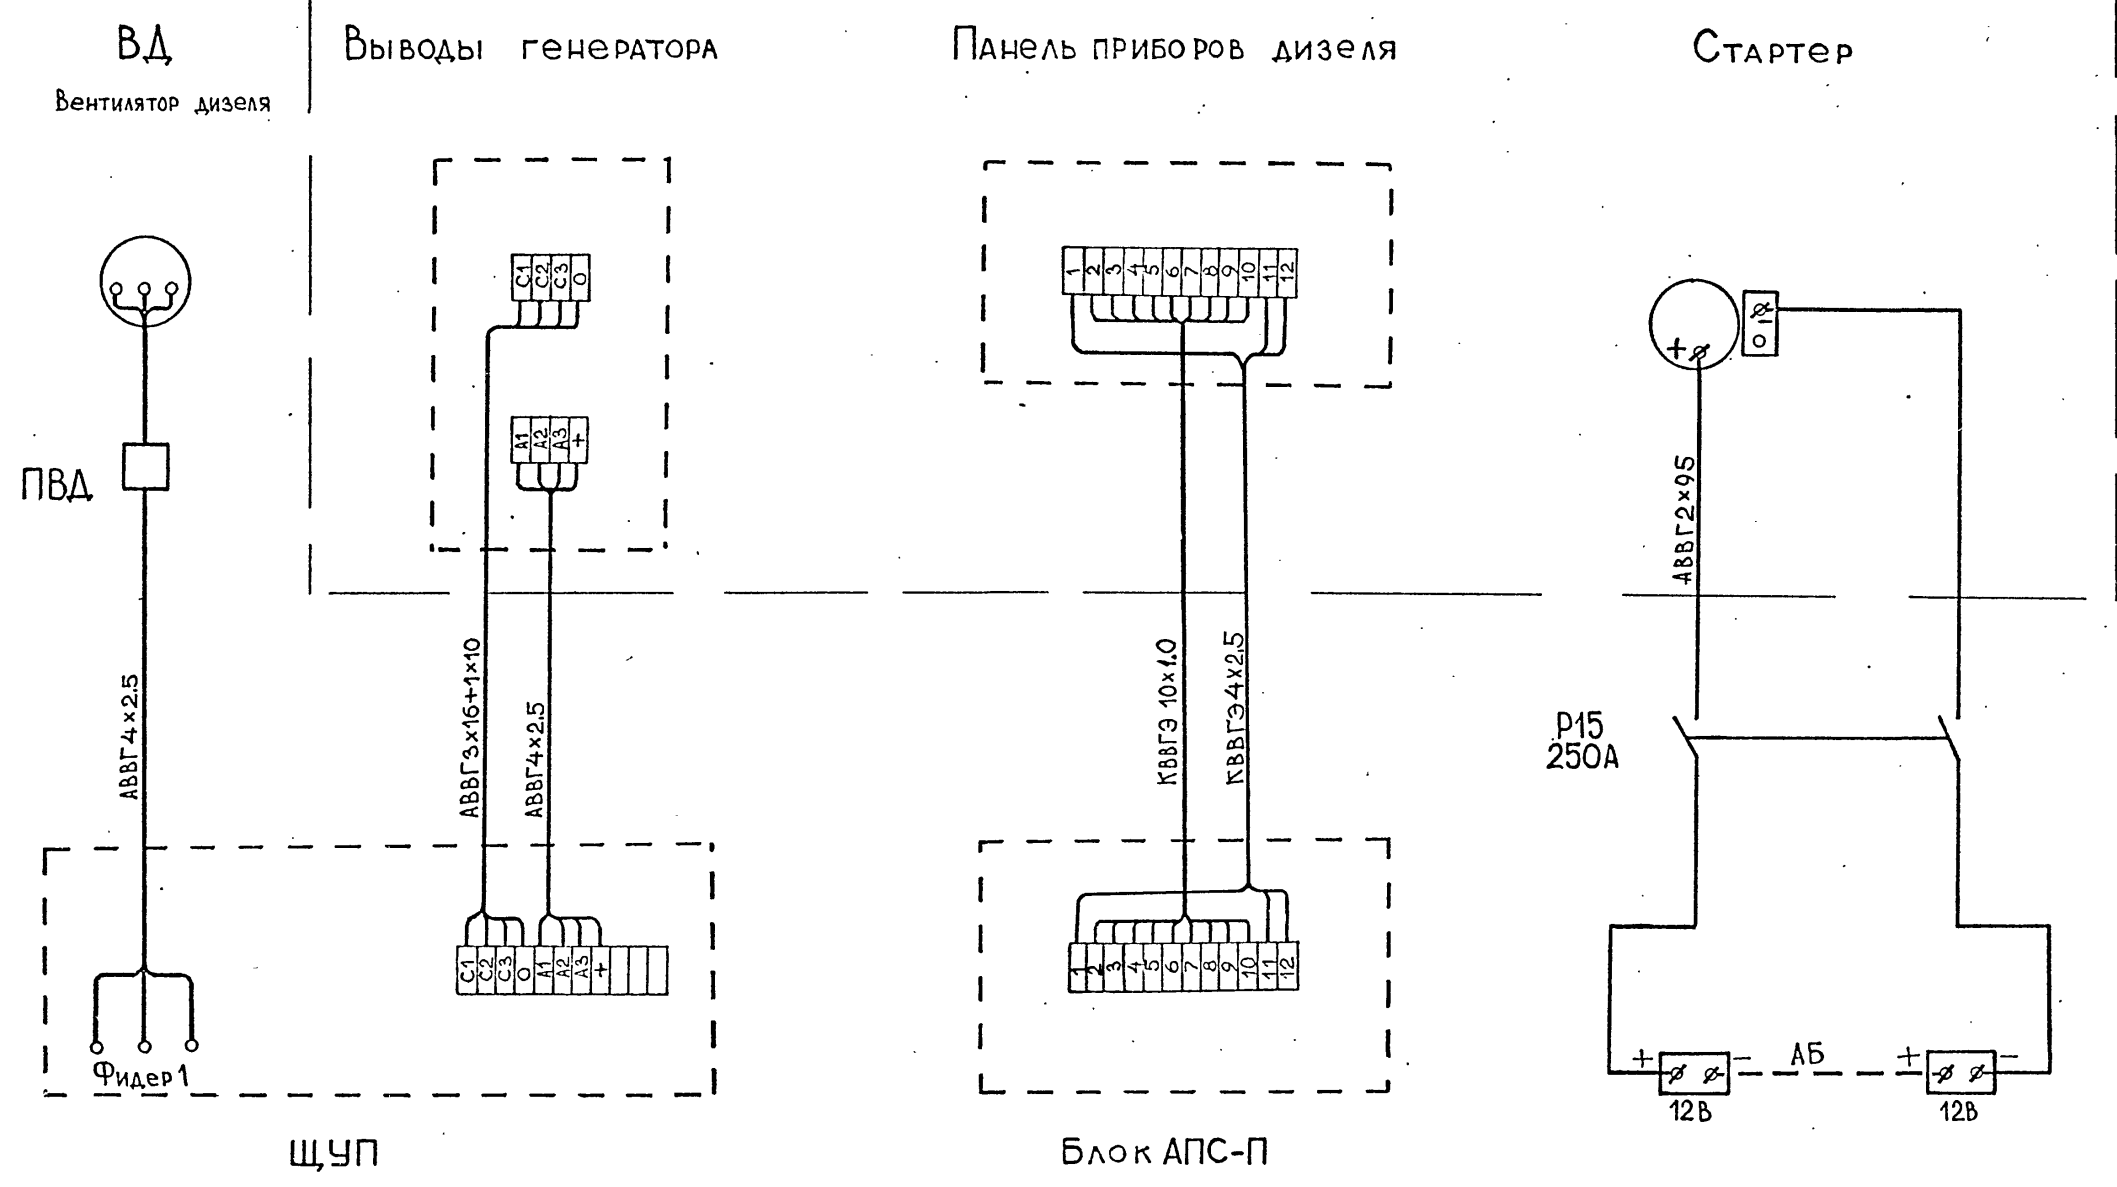 ВД
Вентилятор дизеля
Выводы генератора
Панель приборов дизеля
Стартер
С1 С2 С3 0
А1 А2 А3 +
1 2 3 4 5 6 7 8 9 10 11 12
+
0
ПВД
АВВГ4×2.5
АВВГ3×16+1×10
АВВГ4×2.5
КВВГЭ 10×1.0
КВВГЭ4×2.5
АВВГ2×95
Р15
250А
С1 С2 С3 0 А1 А2 А3 +
1 2 3 4 5 6 7 8 9 10 11 12
Фидер1
+ − АБ + −
12В 12В
ЩУП
Блок АПС-П